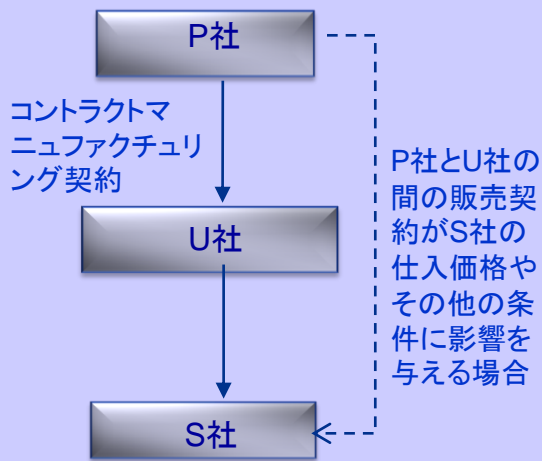 P社
コントラクトマ
ニュファクチュリ
ング契約
U社
P社とU社の
間の販売契
約がS社の
仕入価格や
その他の条
件に影響を
与える場合
S社